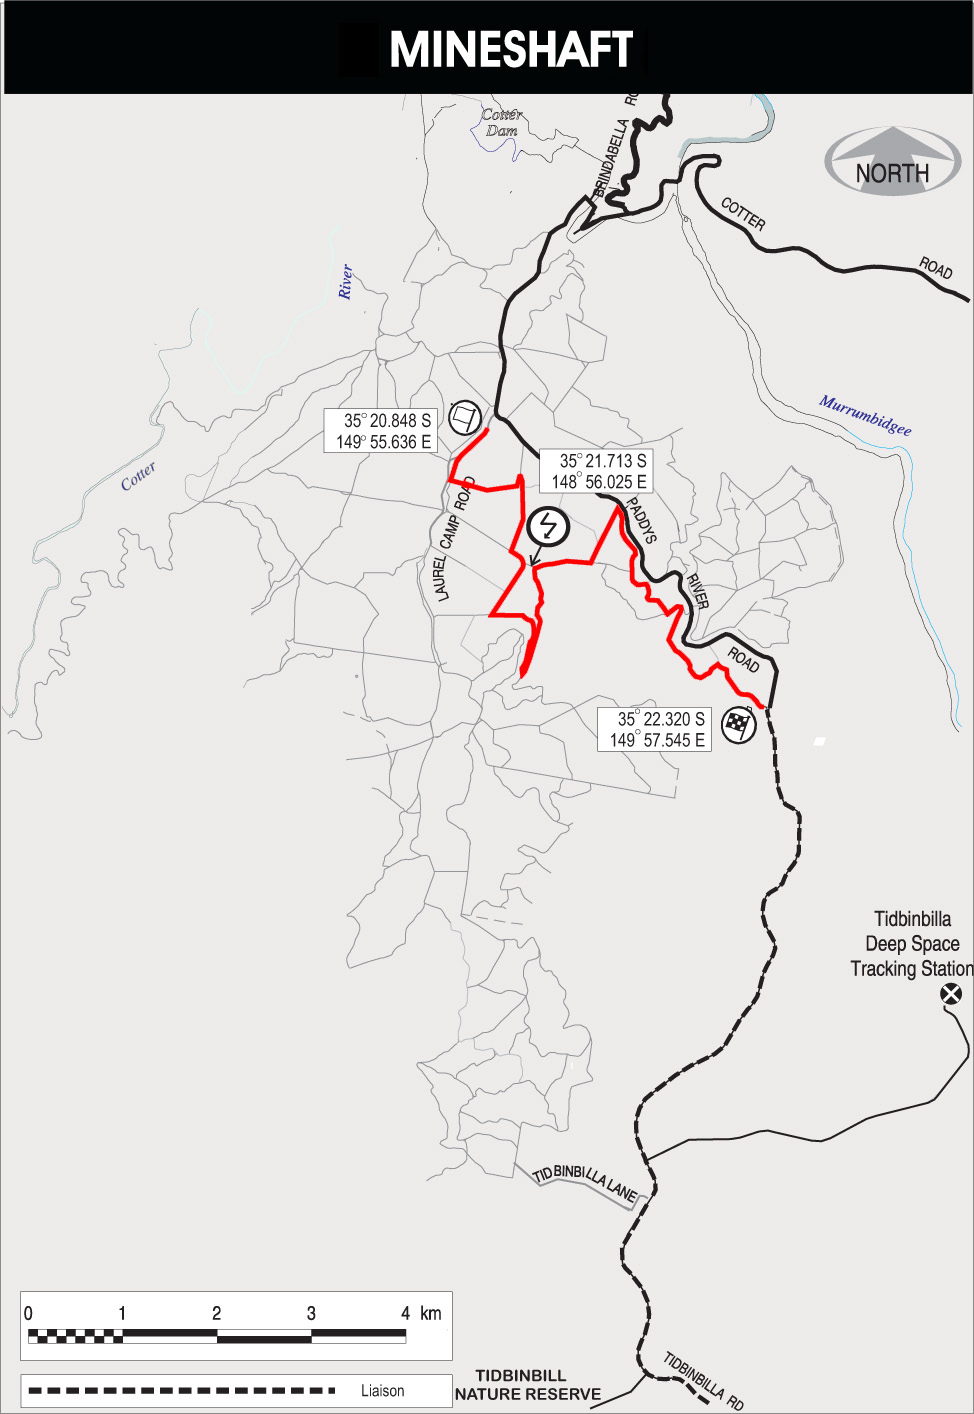 MINESHAFT
Cotter
Dam
BRINDABELLA RO
NORTH
COTTER ROAD
River
Murrumbidgee
Cotter
35° 20.848 S
149° 55.636 E
35° 21.713 S
148° 56.025 E
LAUREL CAMP ROAD
PADDYS RIVER ROAD
35° 22.320 S
149° 57.545 E
Tidbinbilla
Deep Space
Tracking Station
TIDBINBILLA LANE
0 1 2 3 4 km
Liaison
TIDBINBILL
NATURE RESERVE
TIDBINBILLA RD